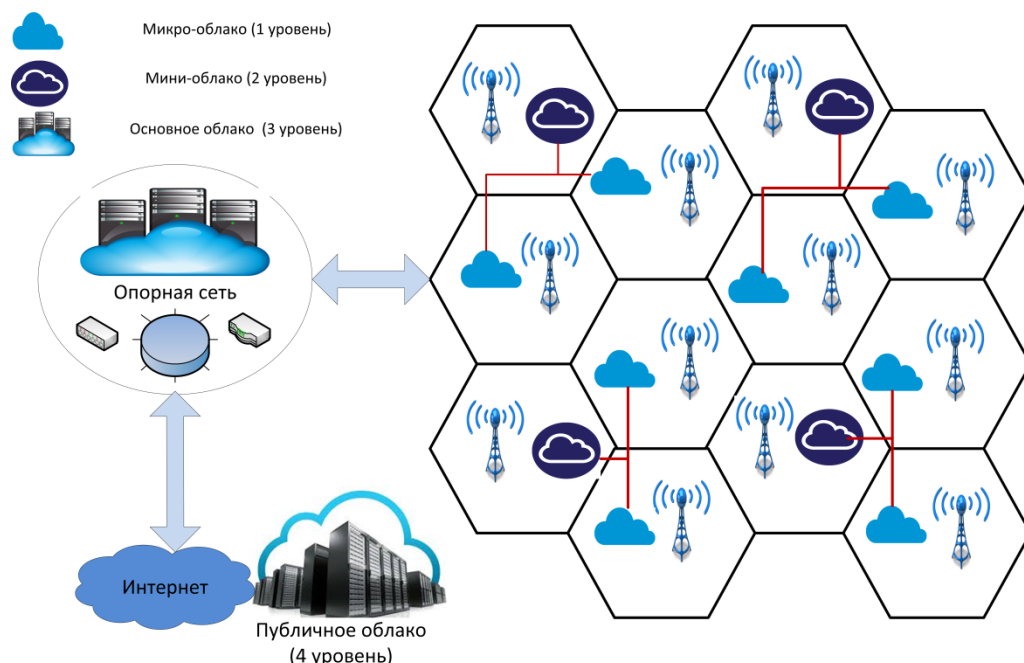 Микро-облако (1 уровень)
Мини-облако (2 уровень)
Основное облако (3 уровень)
Опорная сеть
Интернет
Публичное облако
(4 уровень)